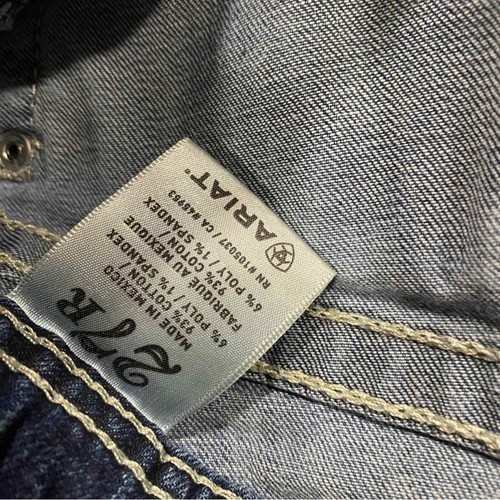 ARIAT
RN #105037 / CA #48963
6% POLY / 1% SPANDEX
93% COTTON /
FABRIQUE AU MEXIQUE
6% POLY / 1% SPANDEX
93% COTTON
MADE IN MEXICO
27R